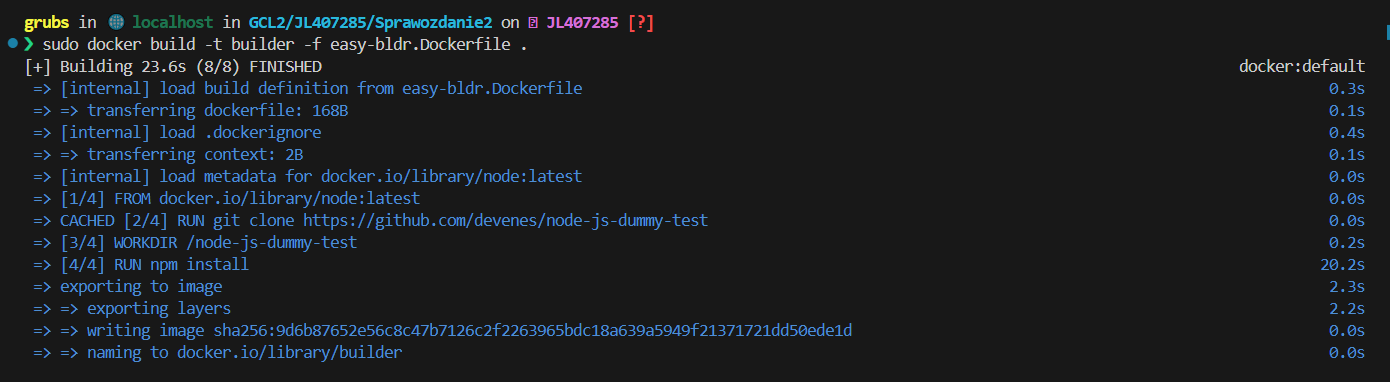 grubs in 🌐 localhost in GCL2/JL407285/Sprawozdanie2 on JL407285 [?]
❯ sudo docker build -t builder -f easy-bldr.Dockerfile .
[+] Building 23.6s (8/8) FINISHED docker:default
=> [internal] load build definition from easy-bldr.Dockerfile 0.3s
=> => transferring dockerfile: 168B 0.1s
=> [internal] load .dockerignore 0.4s
=> => transferring context: 2B 0.1s
=> [internal] load metadata for docker.io/library/node:latest 0.0s
=> [1/4] FROM docker.io/library/node:latest 0.0s
=> CACHED [2/4] RUN git clone https://github.com/devenes/node-js-dummy-test 0.0s
=> [3/4] WORKDIR /node-js-dummy-test 0.2s
=> [4/4] RUN npm install 20.2s
=> exporting to image 2.3s
=> => exporting layers 2.2s
=> => writing image sha256:9d6b87652e56c8c47b7126c2f2263965bdc18a639a5949f21371721dd50ede1d 0.0s
=> => naming to docker.io/library/builder 0.0s